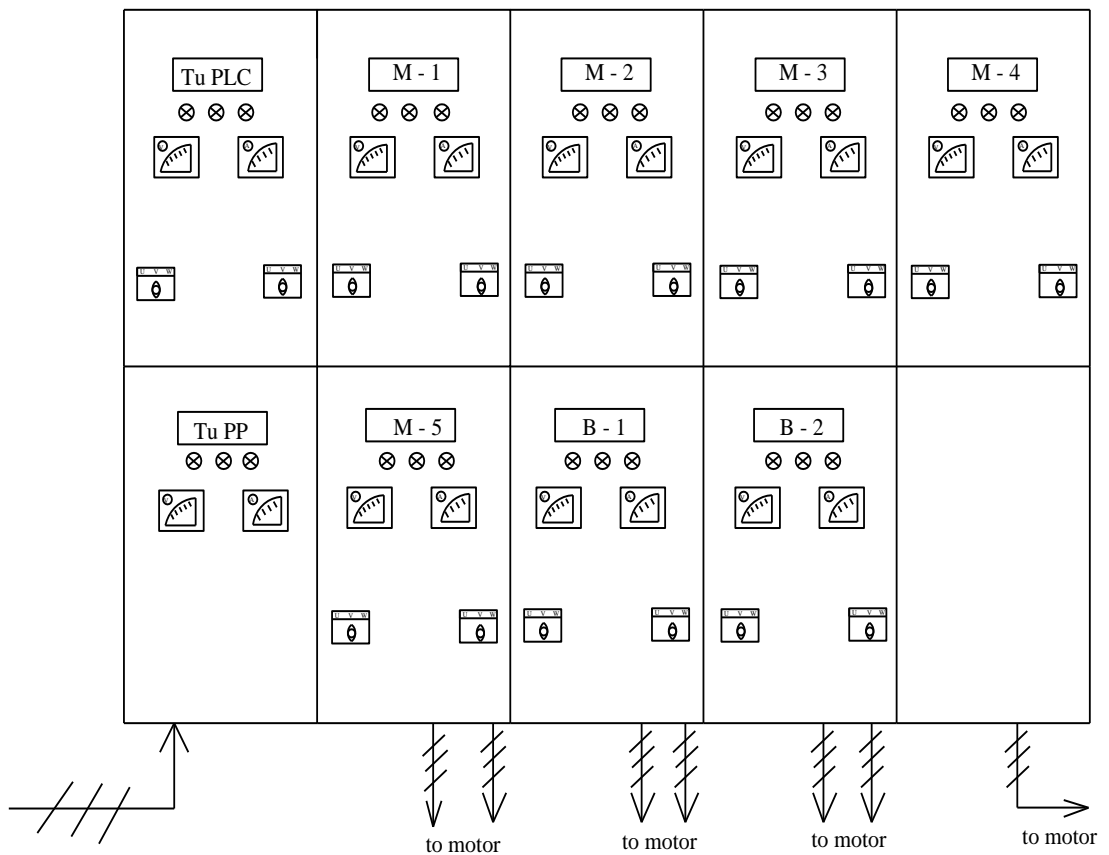 Tu PLC
M - 1
M - 2
M - 3
M - 4
V A
V A
V A
V A
V A
U V W
U V W
U V W
U V W
U V W
U V W
U V W
U V W
U V W
U V W
Tu PP
M - 5
B - 1
B - 2
V A
V A
V A
V A
U V W
U V W
U V W
U V W
U V W
U V W
to motor
to motor
to motor
to motor